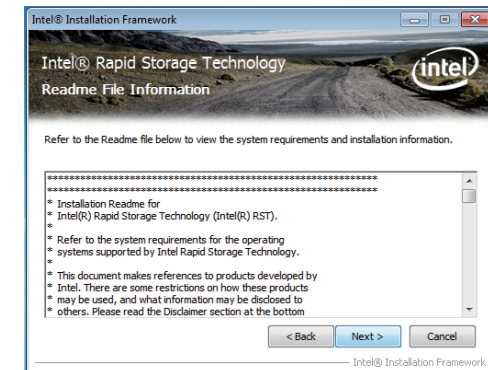 Intel® Installation Framework
Intel® Rapid Storage Technology
Readme File Information
intel
Refer to the Readme file below to view the system requirements and installation information.
************************************************************
************************************************************
* Installation Readme for
* Intel(R) Rapid Storage Technology (Intel(R) RST).
*
* Refer to the system requirements for the operating
* systems supported by Intel Rapid Storage Technology.
*
* This document makes references to products developed by
* Intel. There are some restrictions on how these products
* may be used, and what information may be disclosed to
* others. Please read the Disclaimer section at the bottom
< Back Next > Cancel
Intel® Installation Framework